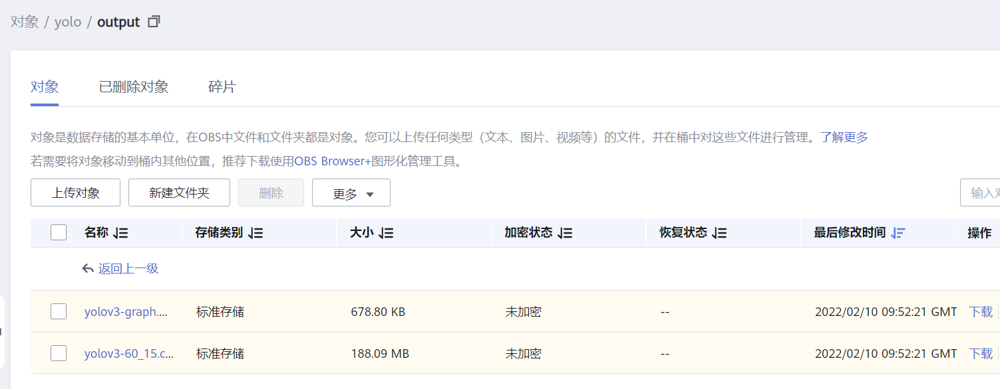 对象 / yolo / output
对象 已删除对象 碎片
对象是数据存储的基本单位，在OBS中文件和文件夹都是对象。您可以上传任何类型（文本、图片、视频等）的文件，并在桶中对这些文件进行管理。了解更多
若需要将对象移动到桶内其他位置，推荐下载使用OBS Browser+图形化管理工具。
上传对象 新建文件夹 删除 更多 输入对
名称 存储类别 大小 加密状态 恢复状态 最后修改时间 操作
返回上一级
yolov3-graph.... 标准存储 678.80 KB 未加密 -- 2022/02/10 09:52:21 GMT 下载
yolov3-60_15.c... 标准存储 188.09 MB 未加密 -- 2022/02/10 09:52:21 GMT 下载